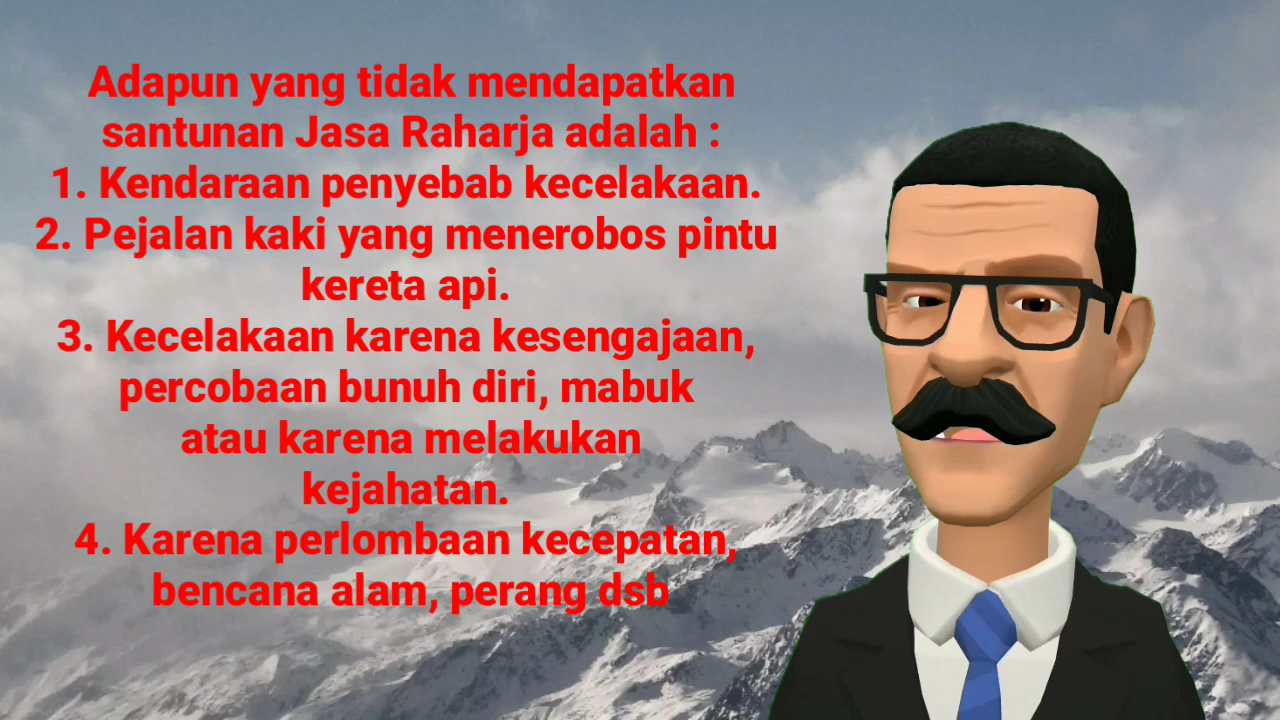 Adapun yang tidak mendapatkan
santunan Jasa Raharja adalah :
1. Kendaraan penyebab kecelakaan.
2. Pejalan kaki yang menerobos pintu
kereta api.
3. Kecelakaan karena kesengajaan,
percobaan bunuh diri, mabuk
atau karena melakukan
kejahatan.
4. Karena perlombaan kecepatan,
bencana alam, perang dsb